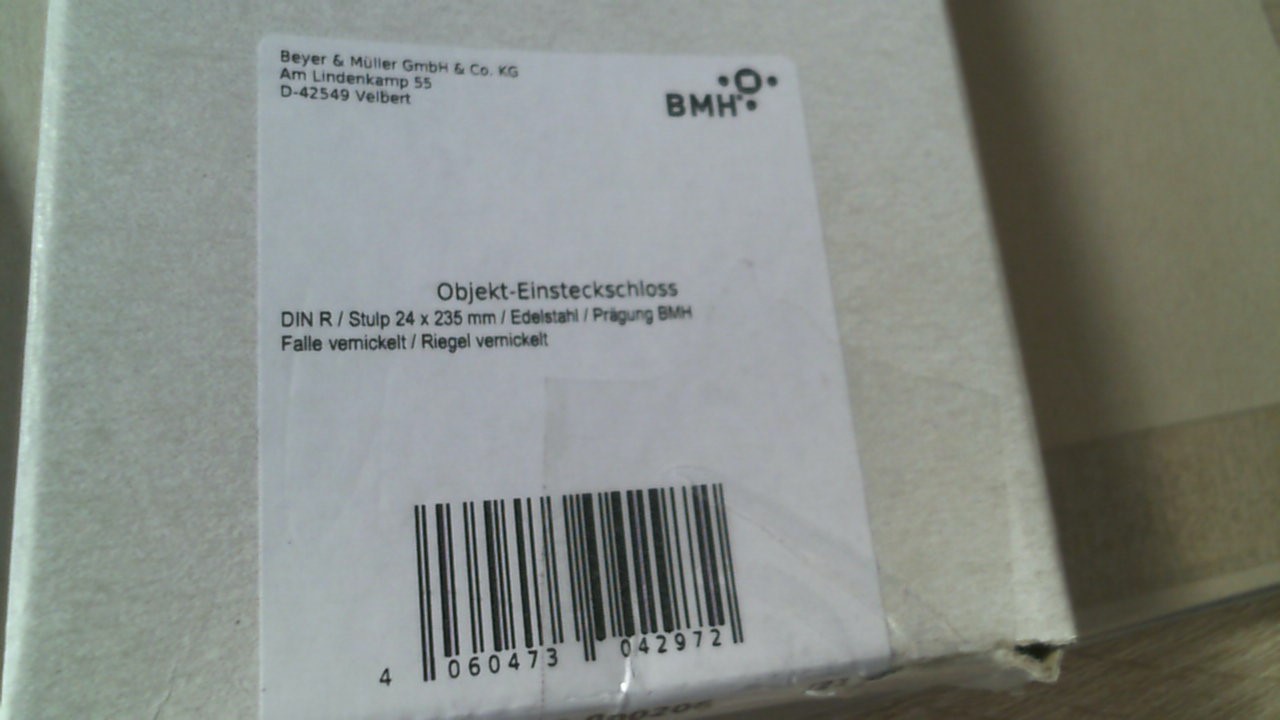 Beyer & Müller GmbH & Co. KG
Am Lindenkamp 55
D-42549 Velbert
BMH
Objekt-Einsteckschloss
DIN R / Stulp 24 x 235 mm / Edelstahl / Prägung BMH
Falle vernickelt / Riegel vernickelt
4 060473 042972